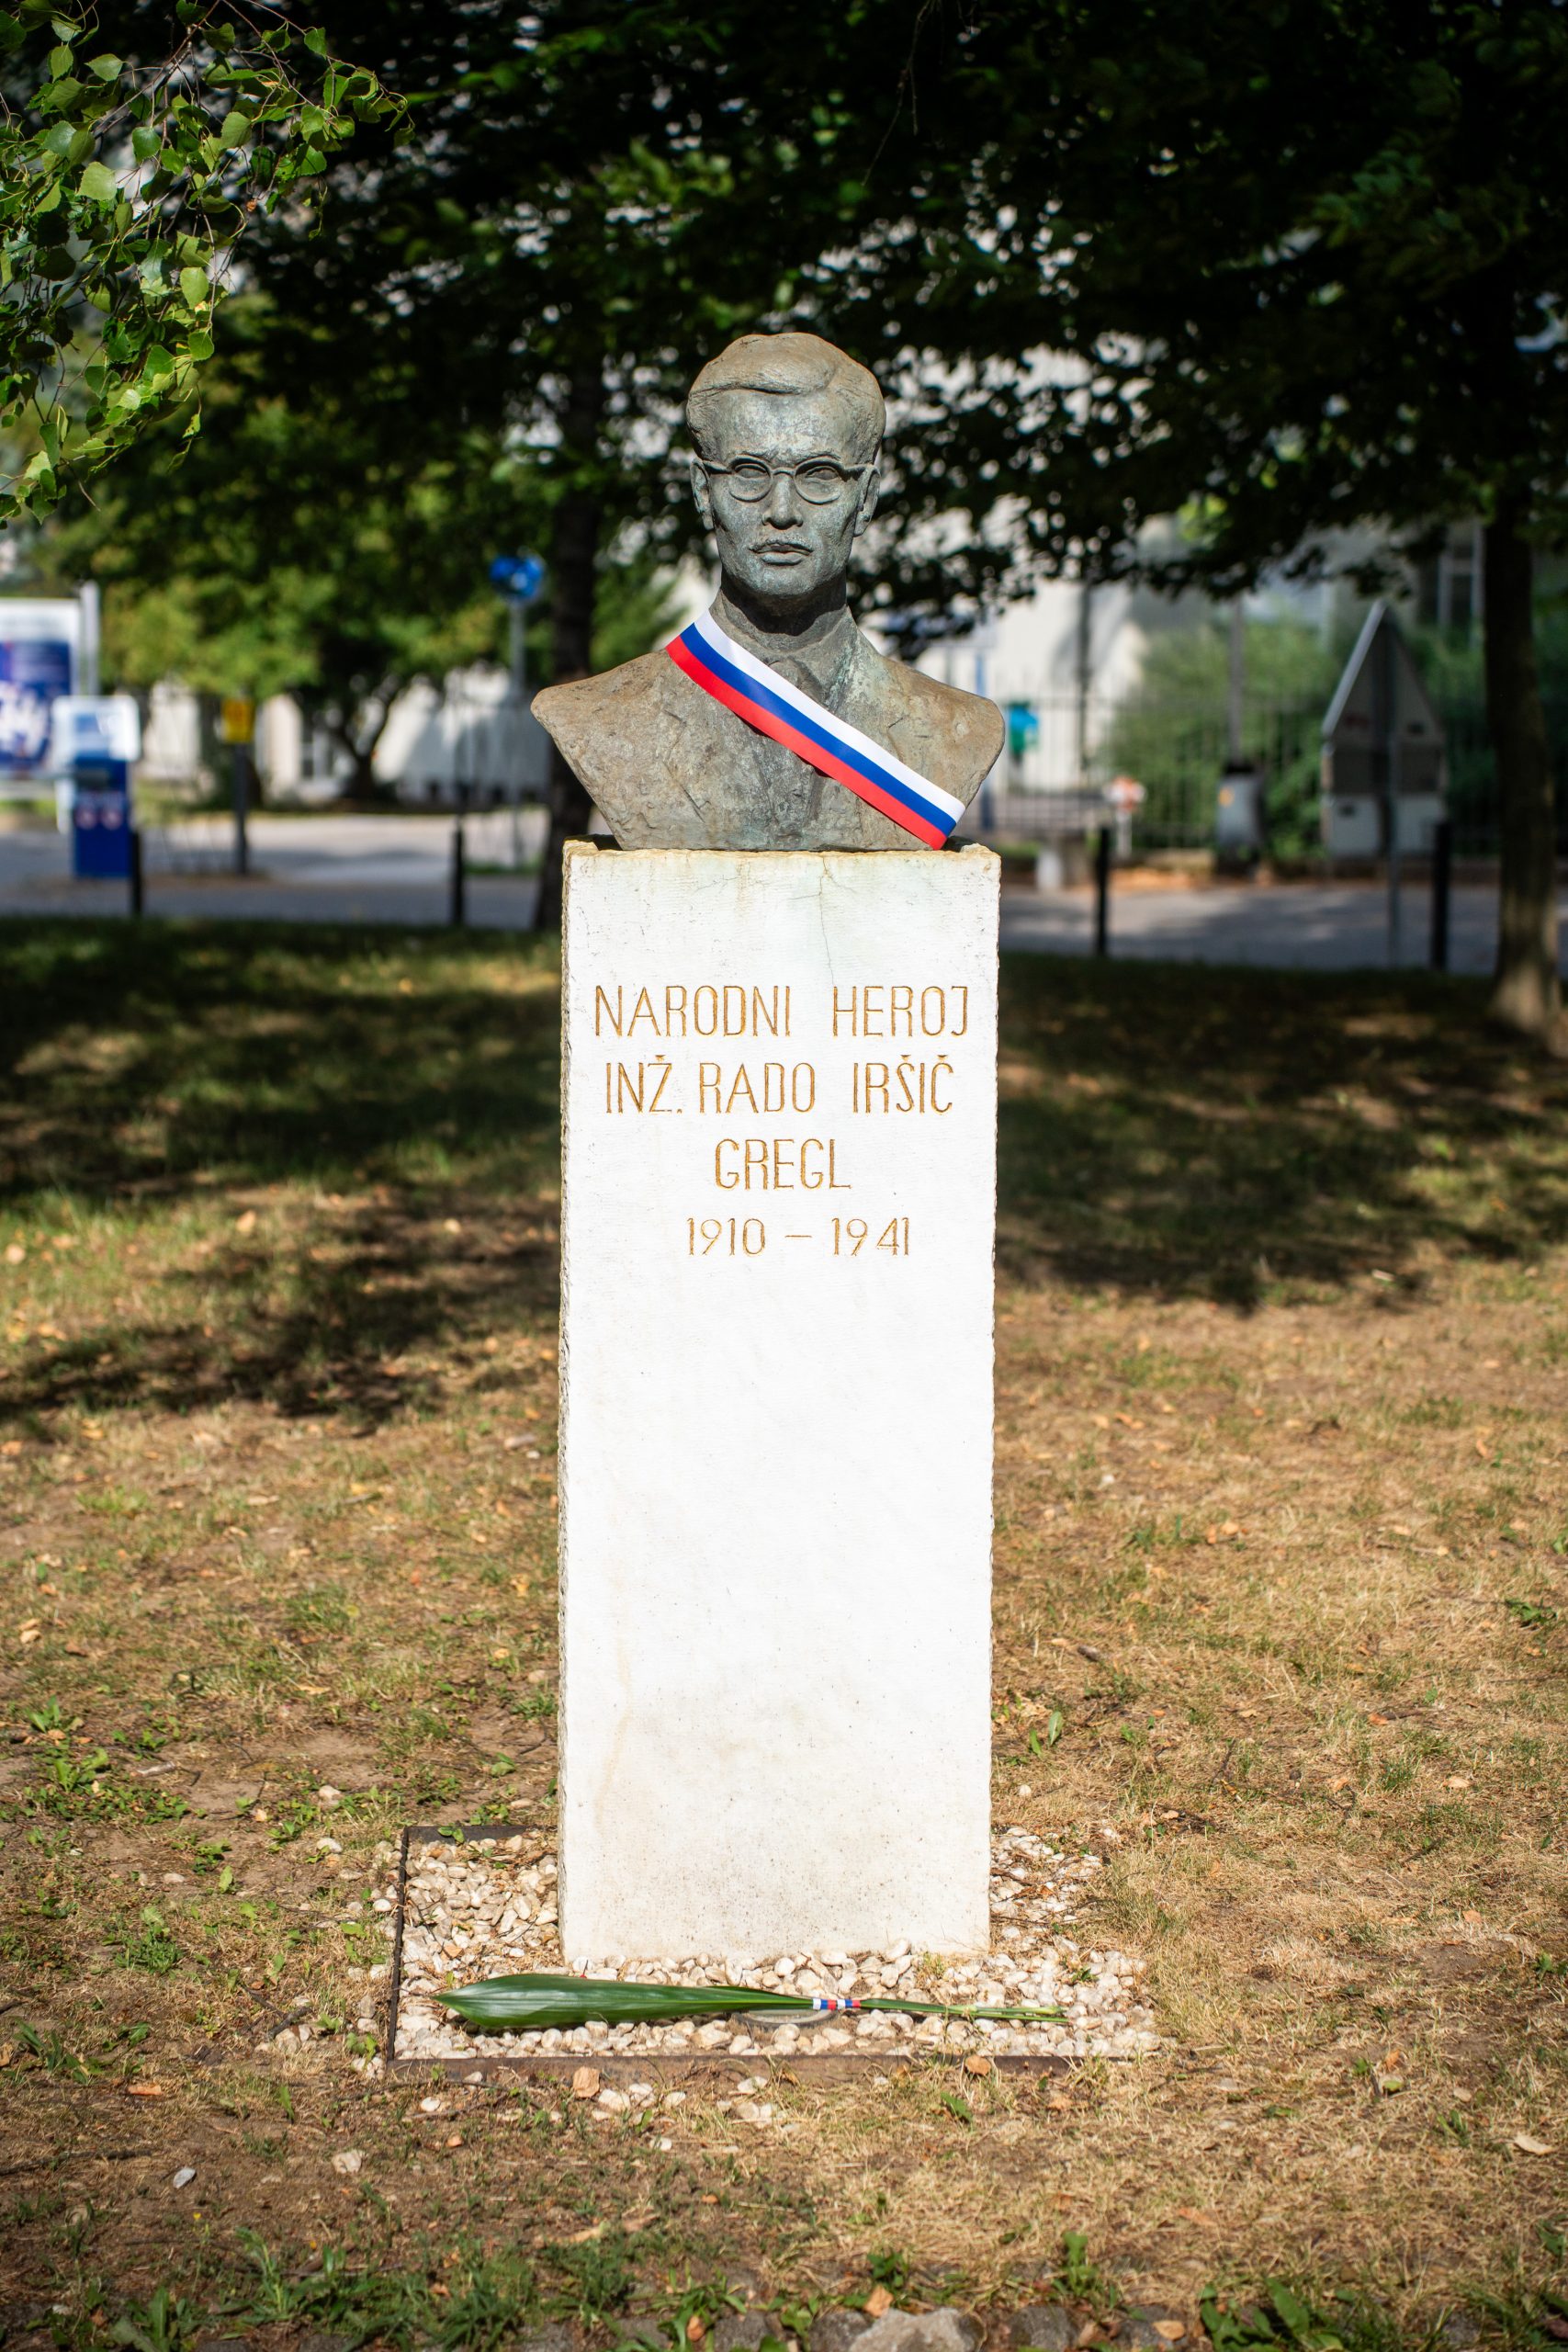 NARODNI HEROJ
INŽ. RADO IRŠIČ
GREGL
1910 – 1941